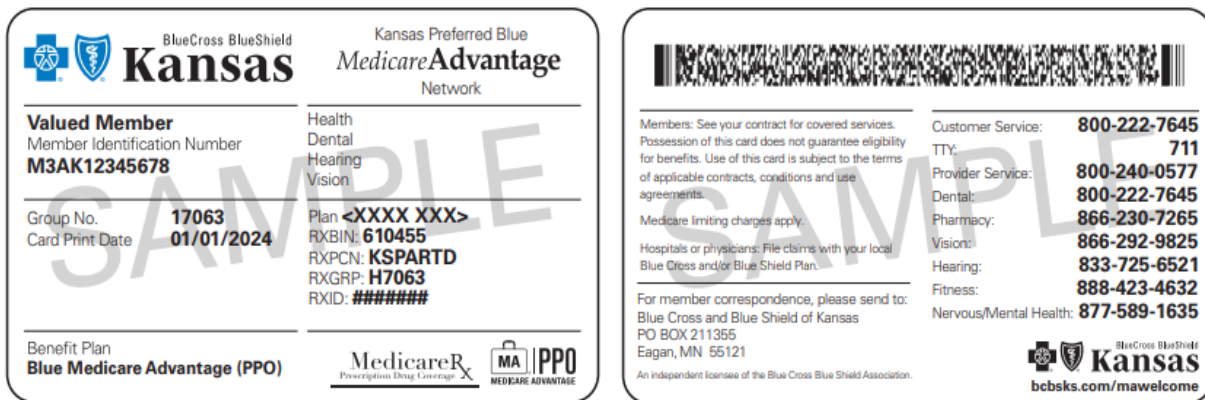 BlueCross BlueShield
Kansas
Kansas Preferred Blue
MedicareAdvantage
Network
Valued Member
Member Identification Number
M3AK12345678
Health
Dental
Hearing
Vision
Group No. 17063
Card Print Date 01/01/2024
Plan <XXXX XXX>
RXBIN: 610455
RXPCN: KSPARTD
RXGRP: H7063
RXID: #######
SAMPLE
Benefit Plan
Blue Medicare Advantage (PPO)
MedicareRx
Prescription Drug Coverage
MA PPO
MEDICARE ADVANTAGE
Members: See your contract for covered services.
Possession of this card does not guarantee eligibility
for benefits. Use of this card is subject to the terms
of applicable contracts, conditions and use
agreements.
Medicare limiting charges apply.
Hospitals or physicians: File claims with your local
Blue Cross and/or Blue Shield Plan.
For member correspondence, please send to:
Blue Cross and Blue Shield of Kansas
PO BOX 211355
Eagan, MN 55121
An independent licensee of the Blue Cross Blue Shield Association.
Customer Service: 800-222-7645
TTY: 711
Provider Service: 800-240-0577
Dental: 800-222-7645
Pharmacy: 866-230-7265
Vision: 866-292-9825
Hearing: 833-725-6521
Fitness: 888-423-4632
Nervous/Mental Health: 877-589-1635
SAMPLE
BlueCross BlueShield
Kansas
bcbsks.com/mawelcome